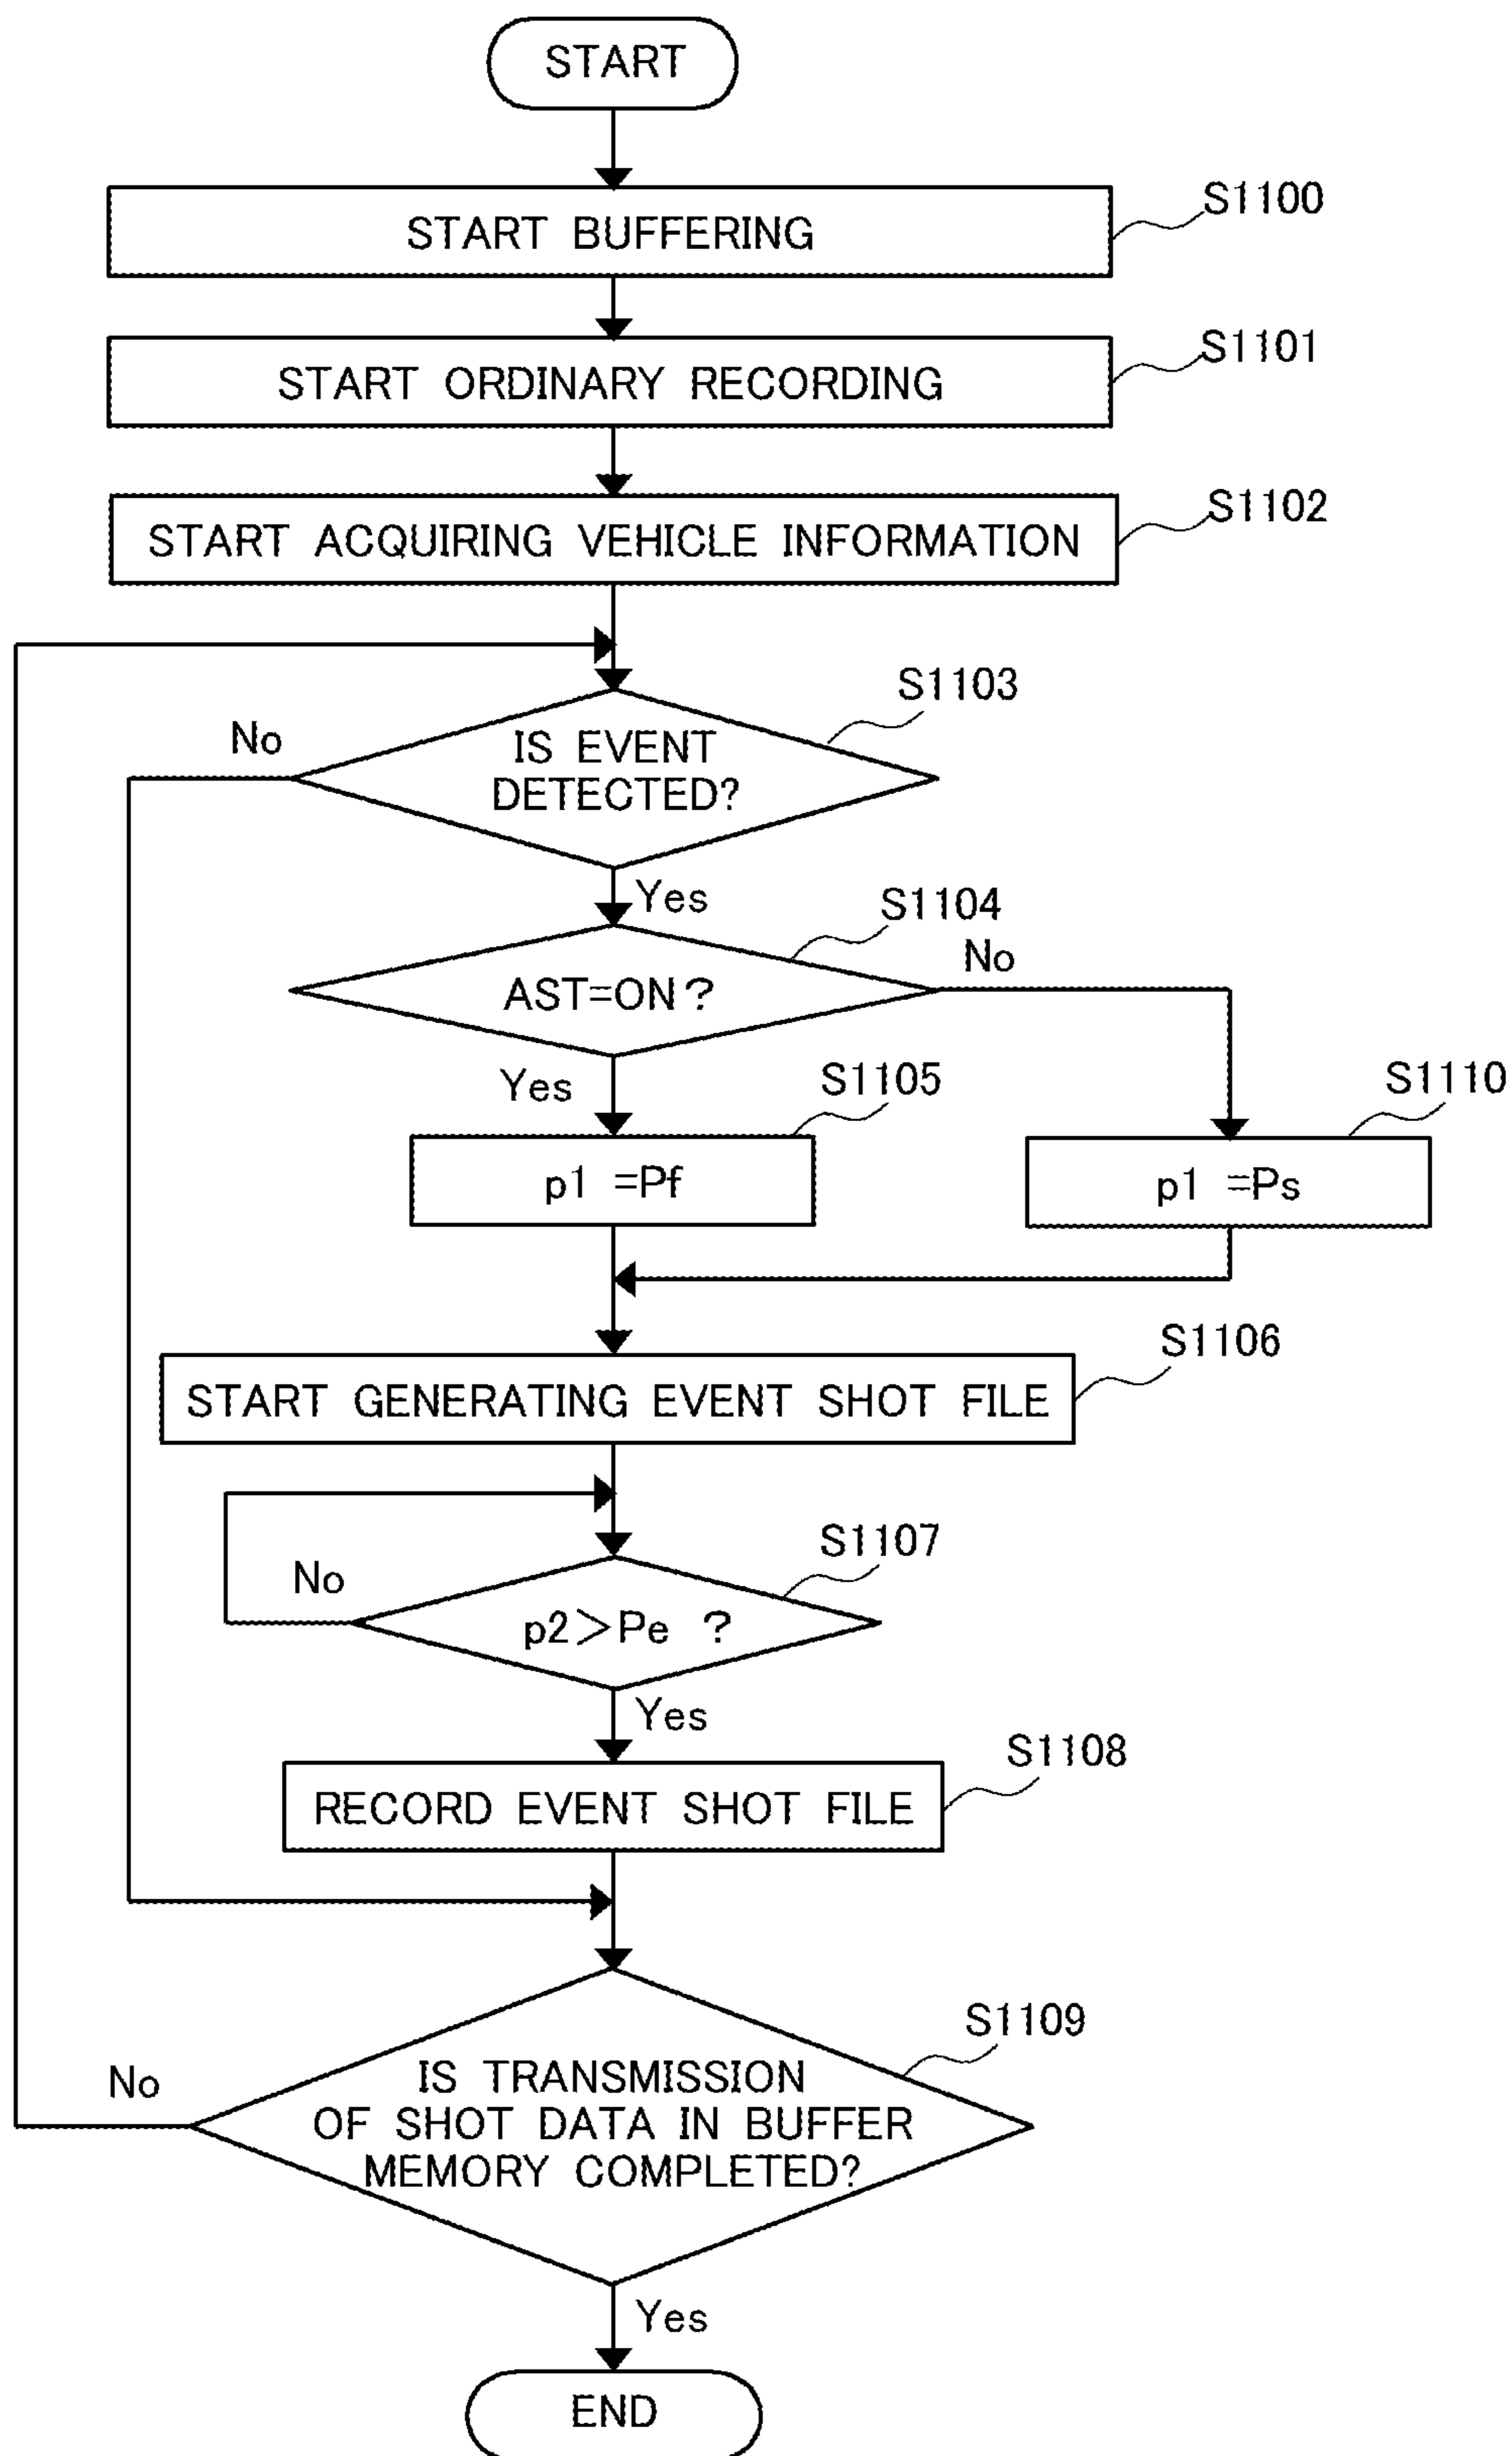 START
START BUFFERING
S1100
START ORDINARY RECORDING
S1101
START ACQUIRING VEHICLE INFORMATION
S1102
S1103
No
IS EVENT
DETECTED?
Yes
S1104
No
AST=ON?
Yes
S1105
S1110
p1 =Pf
p1 =Ps
S1106
START GENERATING EVENT SHOT FILE
S1107
No
p2>Pe ?
Yes
S1108
RECORD EVENT SHOT FILE
S1109
No
IS TRANSMISSION
OF SHOT DATA IN BUFFER
MEMORY COMPLETED?
Yes
END